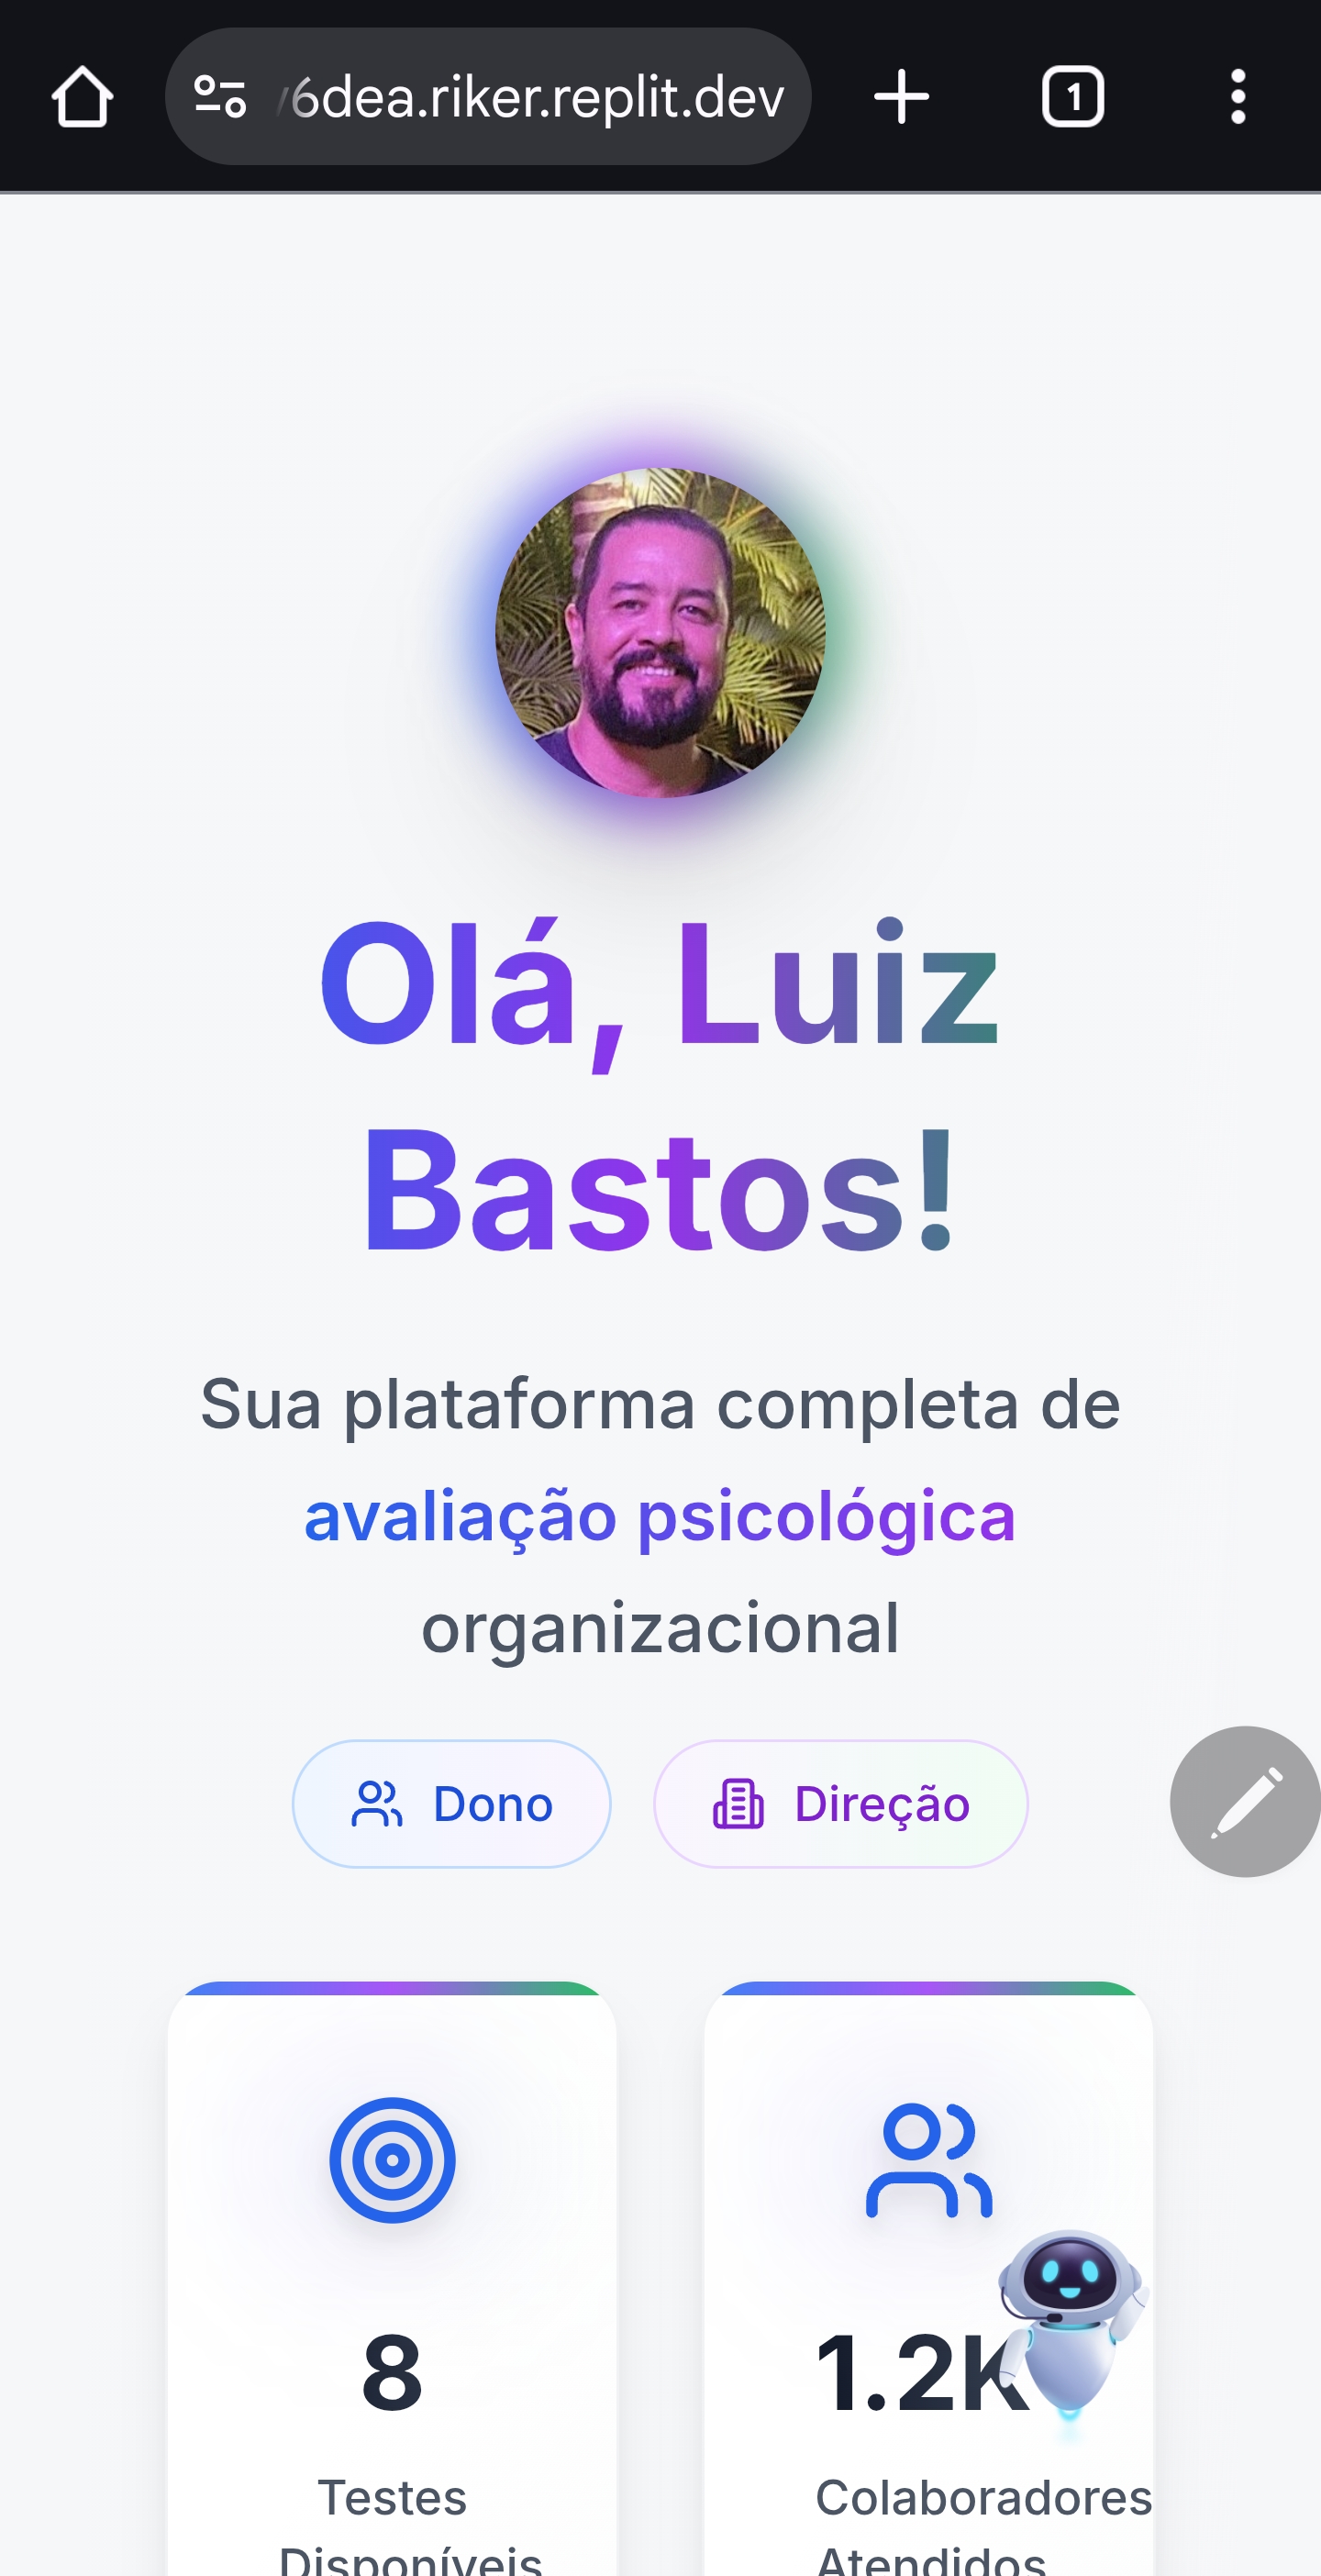 6dea.riker.replit.dev
1
Olá, Luiz
Bastos!
Sua plataforma completa de
avaliação psicológica
organizacional
Dono
Direção
8
1.2K
Testes
Colaboradores
Disponíveis
Atendidos